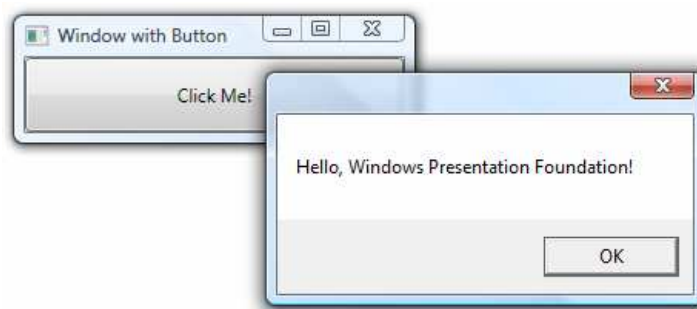 Window with Button
Click Me!
Hello, Windows Presentation Foundation!
OK